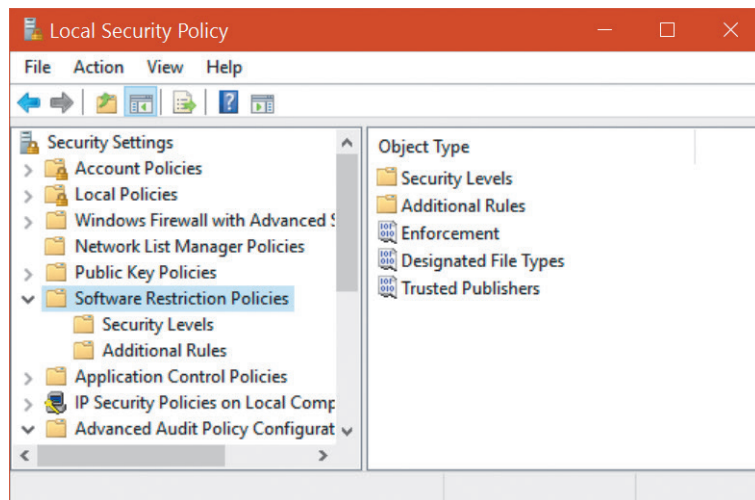 Local Security Policy
File Action View Help
Security Settings
Account Policies
Local Policies
Windows Firewall with Advanced
Network List Manager Policies
Public Key Policies
Software Restriction Policies
Security Levels
Additional Rules
Application Control Policies
IP Security Policies on Local Comp
Advanced Audit Policy Configurat
Object Type
Security Levels
Additional Rules
Enforcement
Designated File Types
Trusted Publishers